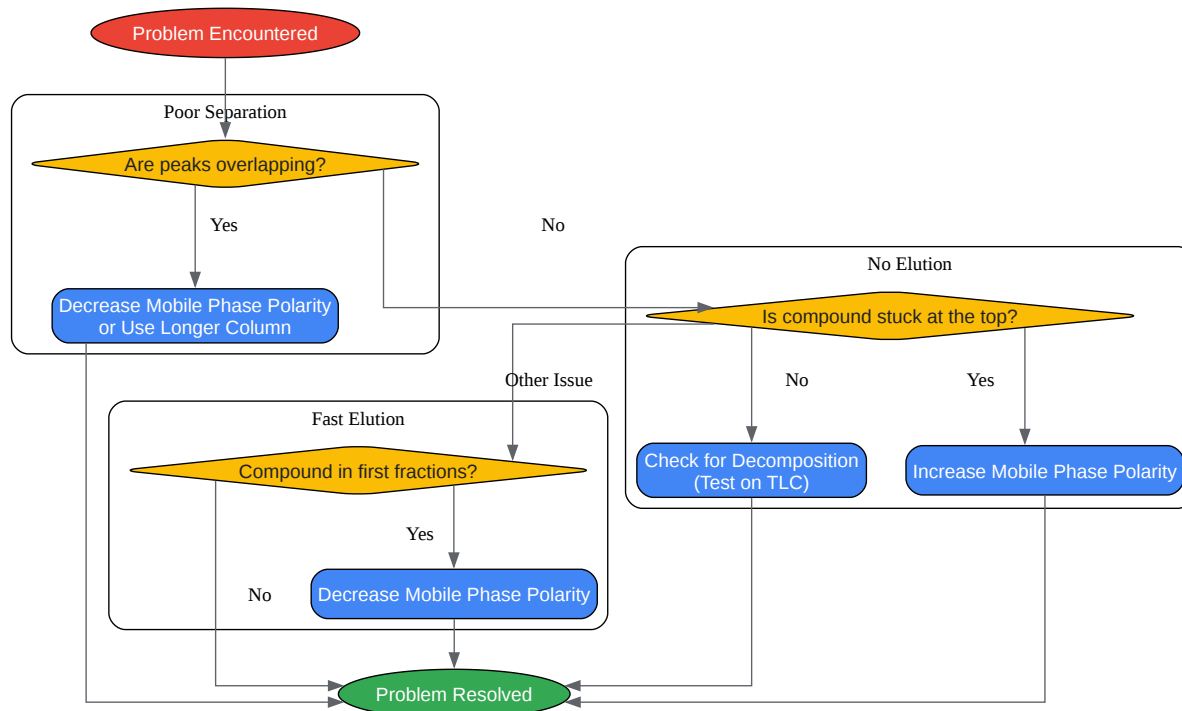 Problem Encountered
Poor Separation
Are peaks overlapping?
Yes
No
Decrease Mobile Phase Polarity
or Use Longer Column
No Elution
Is compound stuck at the top?
Other Issue
No
Yes
Fast Elution
Compound in first fractions?
Check for Decomposition
(Test on TLC)
Increase Mobile Phase Polarity
Yes
No
Decrease Mobile Phase Polarity
Problem Resolved